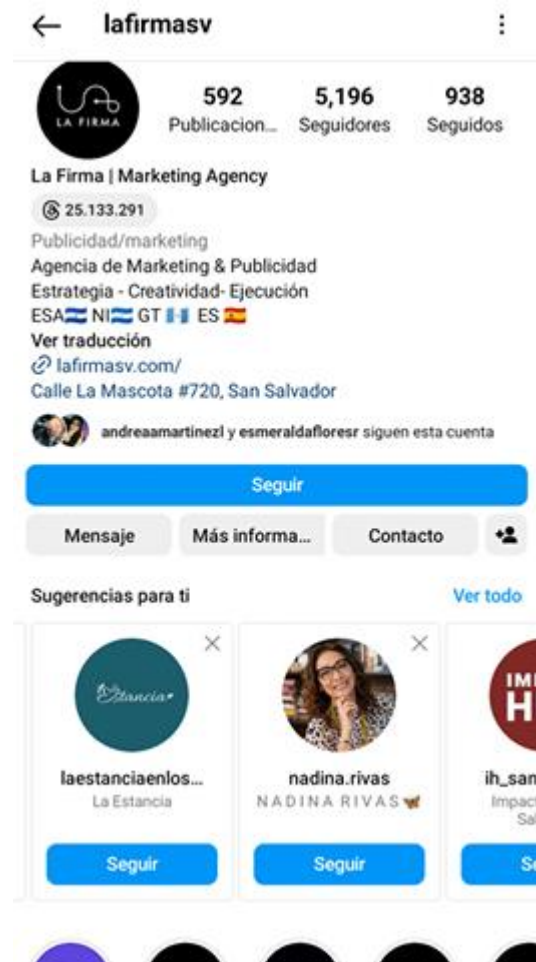 lafirmasv
LA FIRMA
592 5,196 938
Publicacion... Seguidores Seguidos
La Firma | Marketing Agency
25.133.291
Publicidad/marketing
Agencia de Marketing & Publicidad
Estrategia - Creatividad- Ejecución
ESA🇸🇻 NI🇳🇮 GT🇬🇹 ES🇪🇸
Ver traducción
lafirmasv.com/
Calle La Mascota #720, San Salvador
andreaamartinezl y esmeraldafloresr siguen esta cuenta
Seguir
Mensaje Más informa... Contacto
Sugerencias para ti Ver todo
Estancia
laestanciaenlos... nadina.rivas ih_san
La Estancia NADINA RIVAS🦋 Impact
Seguir Seguir